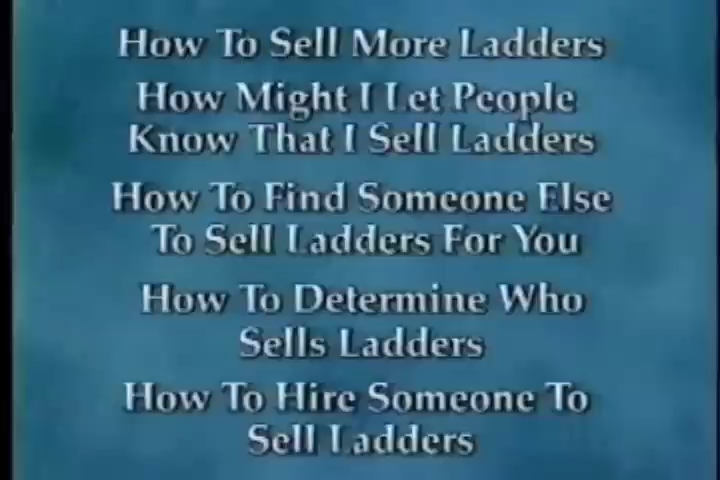 How To Sell More Ladders
How Might I Let People
Know That I Sell Ladders
How To Find Someone Else
To Sell Ladders For You
How To Determine Who
Sells Ladders
How To Hire Someone To
Sell Ladders